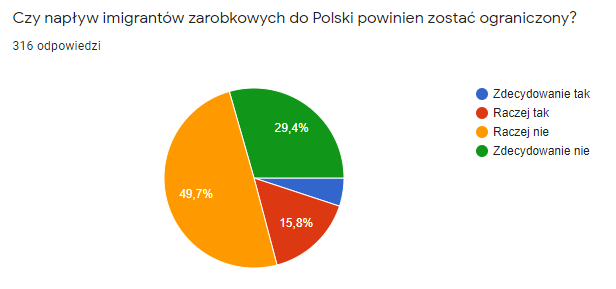 Czy napływ imigrantów zarobkowych do Polski powinien zostać ograniczony?
316 odpowiedzi
Zdecydowanie tak
Raczej tak
Raczej nie
Zdecydowanie nie
29,4%
49,7%
15,8%